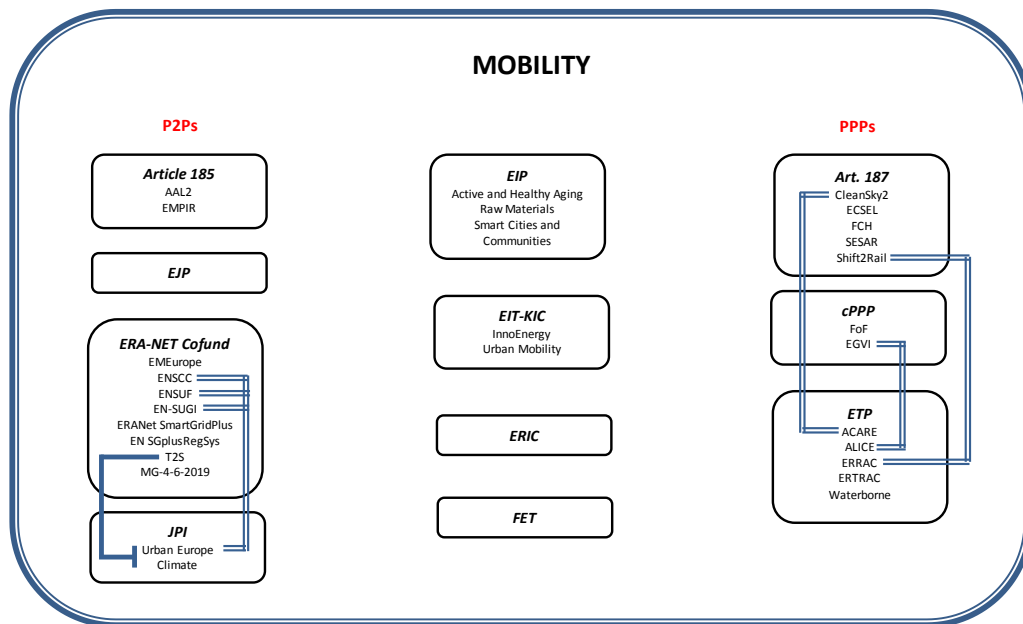 MOBILITY
P2Ps
Article 185
AAL2
EMPIR
EJP
ERA-NET Cofund
EMEurope
ENSCC
ENSUF
EN-SUGI
ERANet SmartGridPlus
EN SGplusRegSys
T2S
MG-4-6-2019
JPI
Urban Europe
Climate
EIP
Active and Healthy Aging
Raw Materials
Smart Cities and
Communities
EIT-KIC
InnoEnergy
Urban Mobility
ERIC
FET
PPPs
Art. 187
CleanSky2
ECSEL
FCH
SESAR
Shift2Rail
cPPP
FoF
EGVI
ETP
ACARE
ALICE
ERRAC
ERTRAC
Waterborne